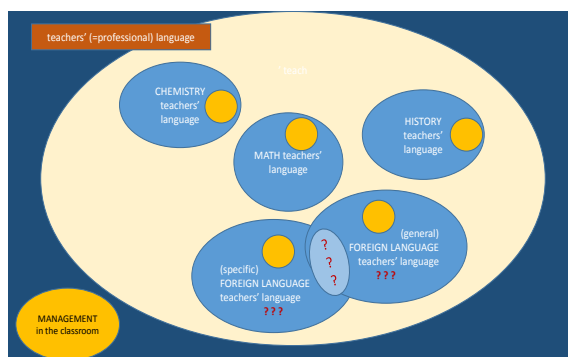 teachers' (=professional) language
CHEMISTRY
teachers'
language
MATH teachers'
language
HISTORY
teachers'
language
(general)
FOREIGN LANGUAGE
teachers' language
? ? ?
?
?
?
(specific)
FOREIGN LANGUAGE
teachers' language
? ? ?
MANAGEMENT
in the classroom